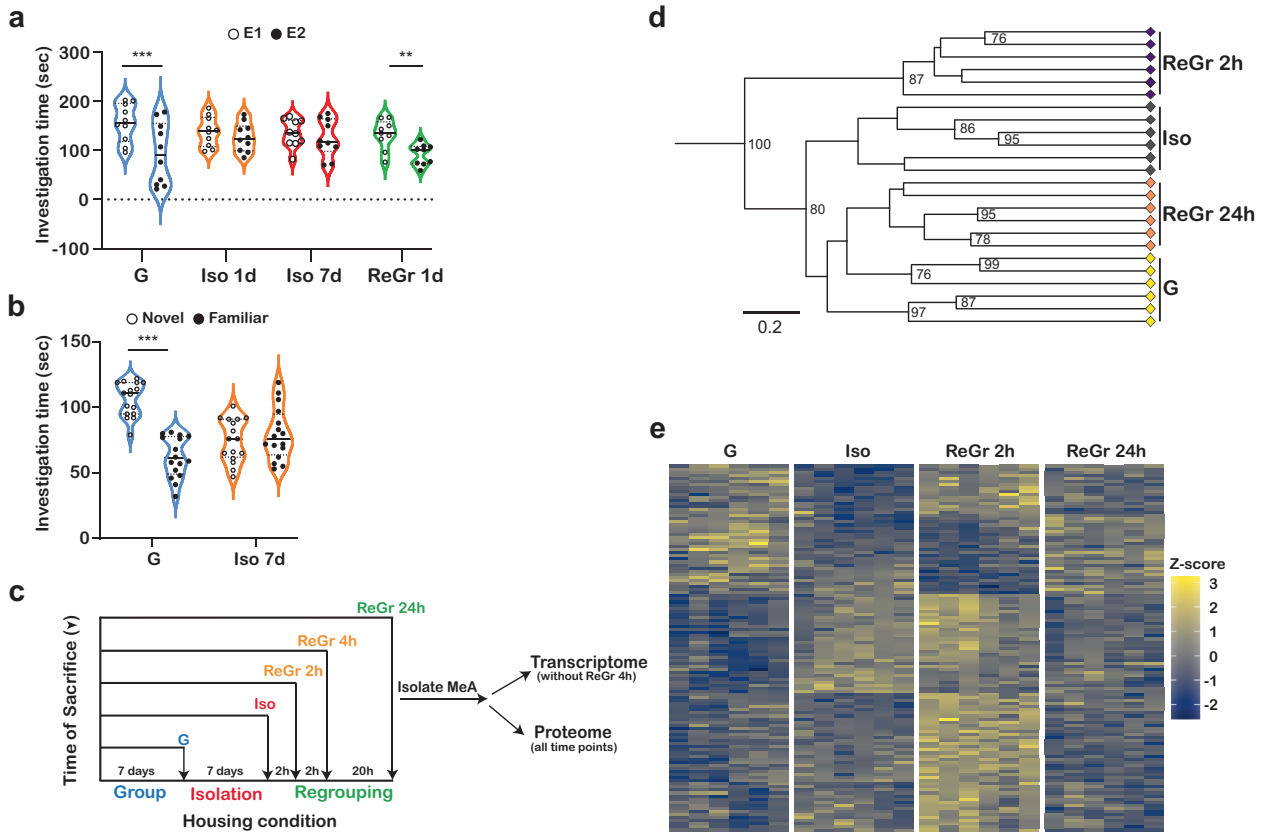 a
E1 E2
Investigation time (sec)
300
200
100
0
-100
***
**
G Iso 1d Iso 7d ReGr 1d
b
Novel Familiar
Investigation time (sec)
150
100
50
0
***
G Iso 7d
c
Time of Sacrifice (▾)
ReGr 24h
ReGr 4h
ReGr 2h
Iso
G
7 days 7 days 2h 2h 20h
Group Isolation Regrouping
Housing condition
Isolate MeA
Transcriptome
(without ReGr 4h)
Proteome
(all time points)
d
76
87
ReGr 2h
100
86
95
Iso
80
95
78
ReGr 24h
99
76
87
97
G
0.2
e
G Iso ReGr 2h ReGr 24h
Z-score
3
2
1
0
-1
-2